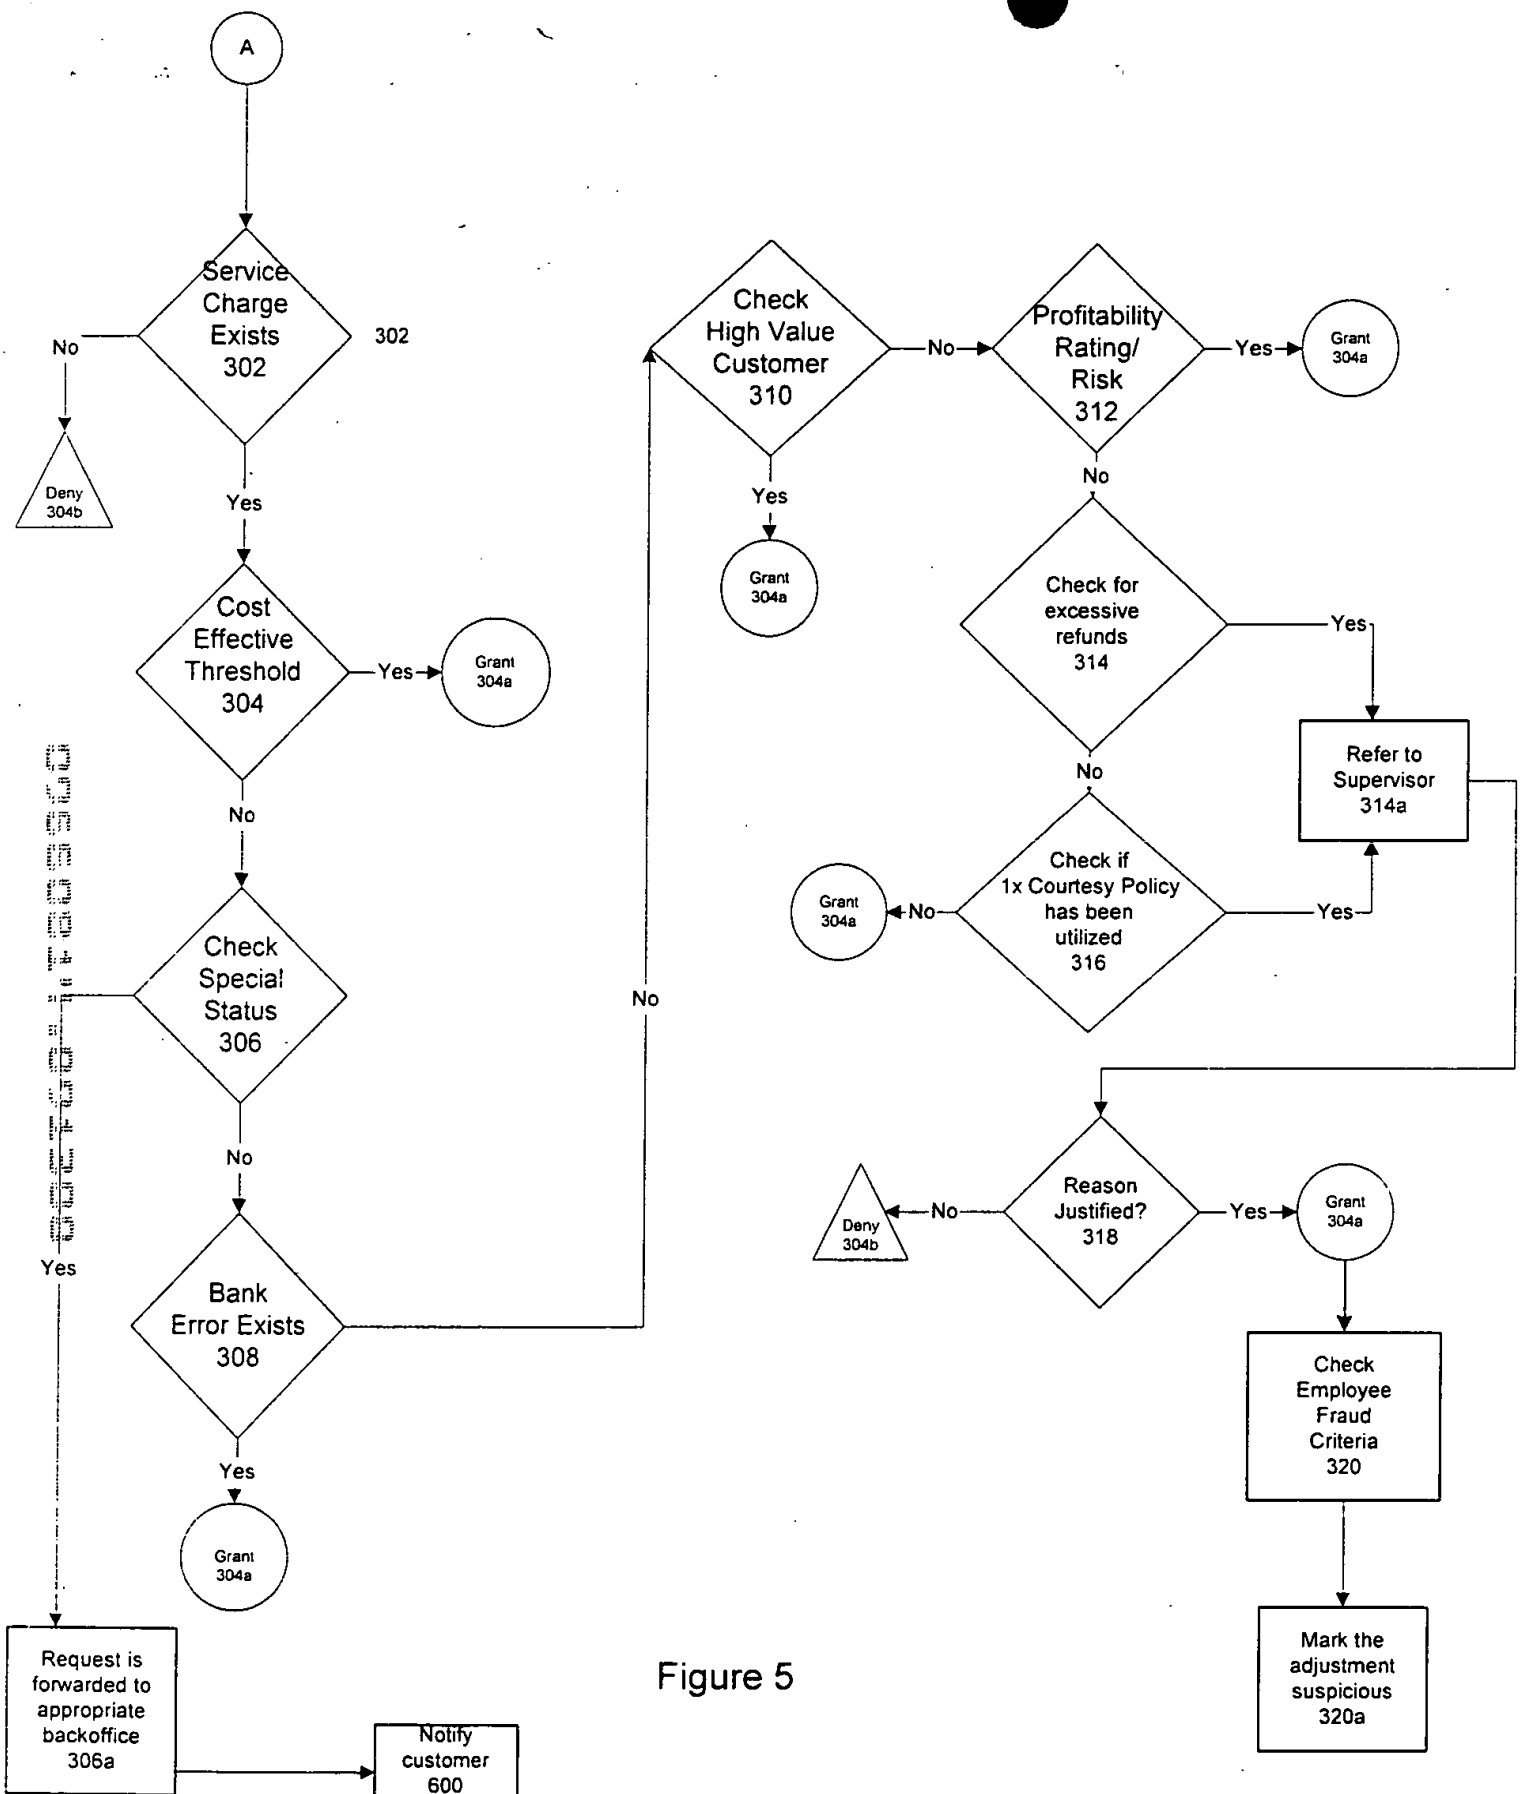 A
Service
Charge
Exists
302
302
No
Deny
304b
Yes
Cost
Effective
Threshold
304
Yes
Grant
304a
No
Check
Special
Status
306
Yes
No
Bank
Error Exists
308
Yes
Grant
304a
No
Request is
forwarded to
appropriate
backoffice
306a
Notify
customer
600
Check
High Value
Customer
310
Yes
Grant
304a
No
Profitability
Rating/
Risk
312
Yes
Grant
304a
No
Check for
excessive
refunds
314
Yes
Refer to
Supervisor
314a
No
Check if
1x Courtesy Policy
has been
utilized
316
No
Grant
304a
Yes
Reason
Justified?
318
No
Deny
304b
Yes
Grant
304a
Check
Employee
Fraud
Criteria
320
Mark the
adjustment
suspicious
320a
Figure 5